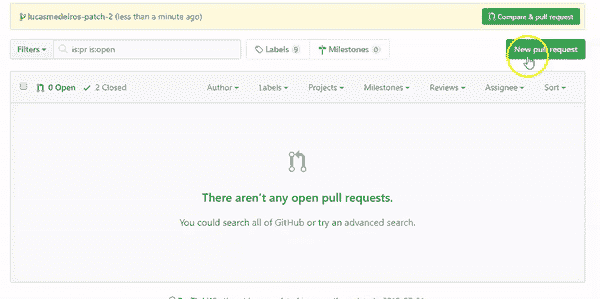 lucasmedeiros-patch-2 (less than a minute ago)
Compare & pull request
Filters
is:pr is:open
Labels 9
Milestones 0
New pull request
0 Open
2 Closed
Author
Labels
Projects
Milestones
Reviews
Assignee
Sort
There aren't any open pull requests.
You could search all of GitHub or try an advanced search.